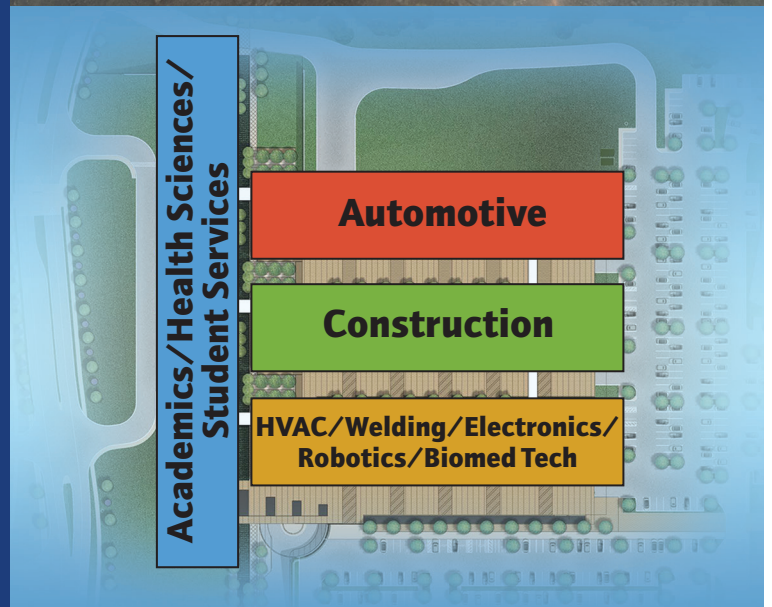 Academics/Health Sciences/
Student Services
Automotive
Construction
HVAC/Welding/Electronics/
Robotics/Biomed Tech